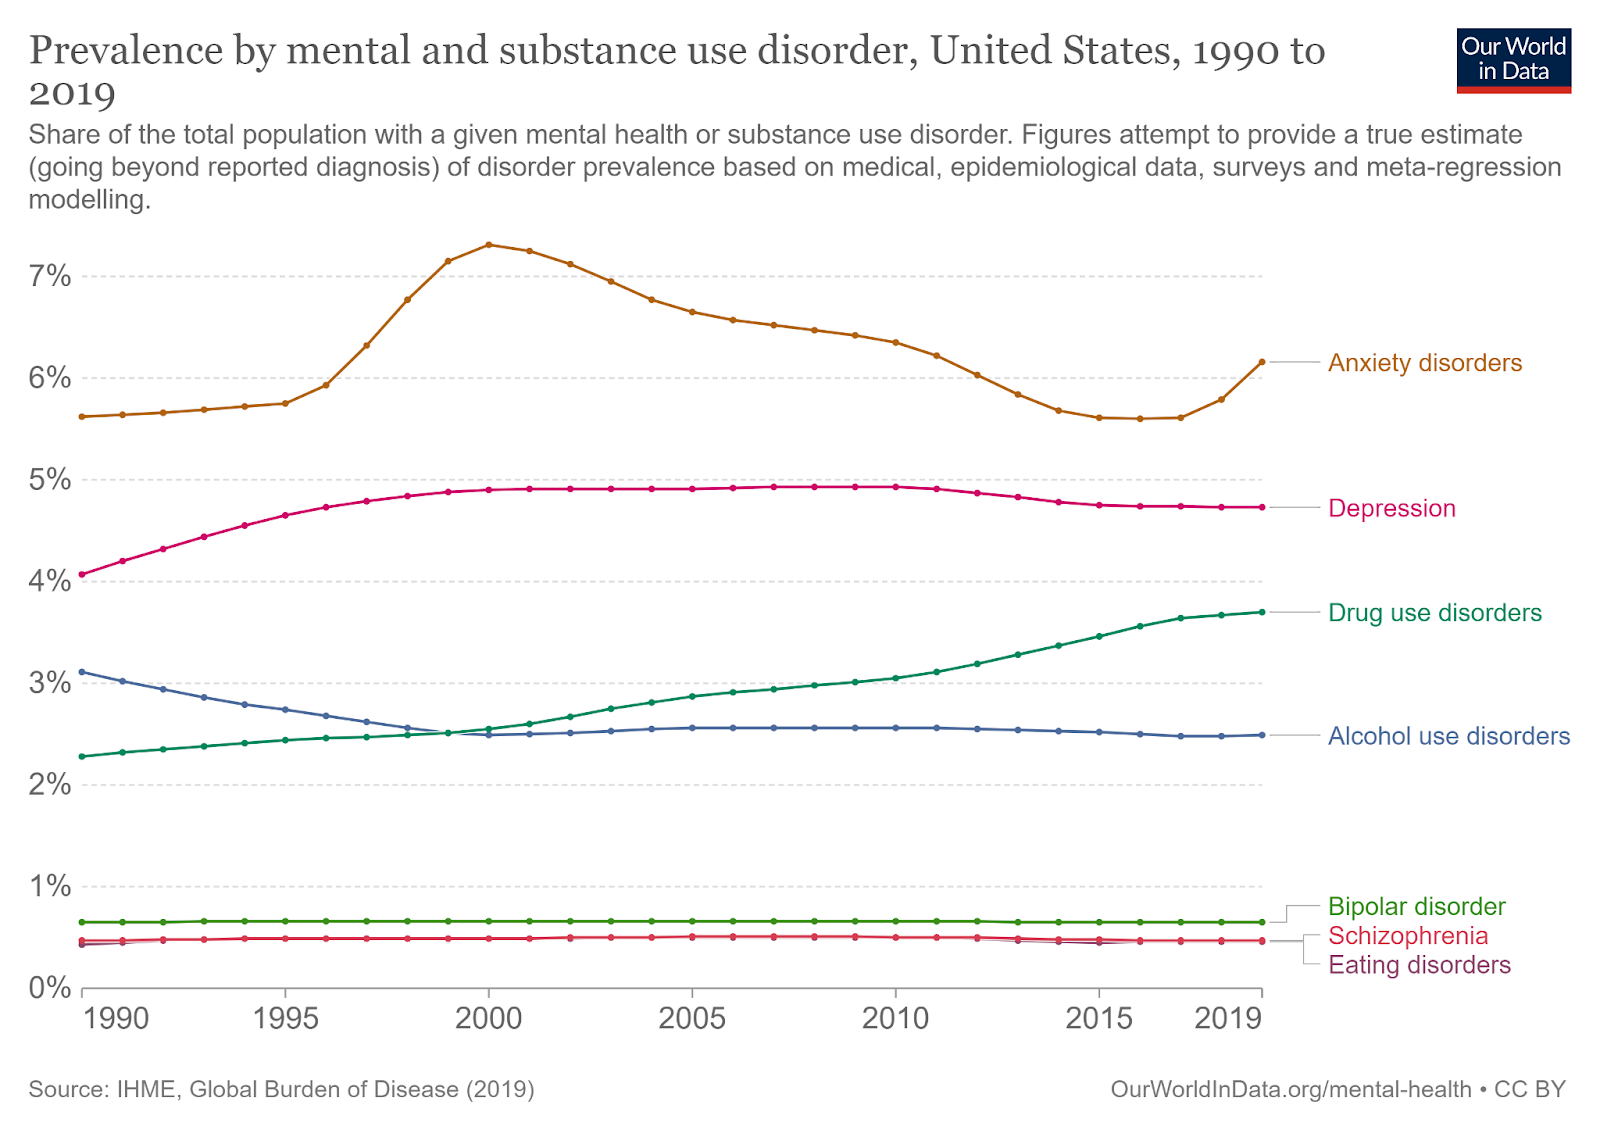 Prevalence by mental and substance use disorder, United States, 1990 to
2019
Our World
in Data
Share of the total population with a given mental health or substance use disorder. Figures attempt to provide a true estimate
(going beyond reported diagnosis) of disorder prevalence based on medical, epidemiological data, surveys and meta-regression
modelling.
7%
6%
5%
4%
3%
2%
1%
0%
Anxiety disorders
Depression
Drug use disorders
Alcohol use disorders
Bipolar disorder
Schizophrenia
Eating disorders
1990 1995 2000 2005 2010 2015 2019
Source: IHME, Global Burden of Disease (2019)
OurWorldInData.org/mental-health • CC BY